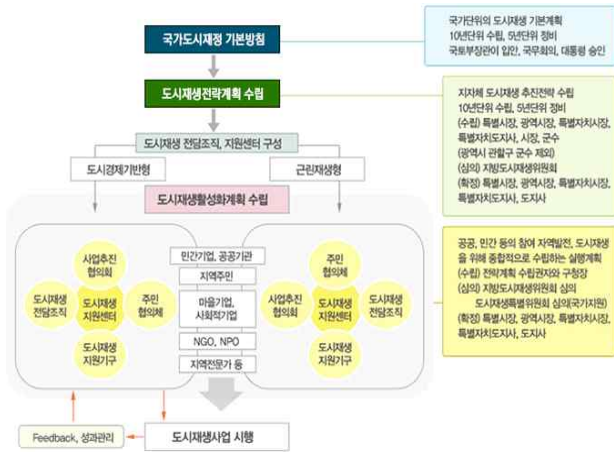 국가도시재정 기본방침
국가단위의 도시재생 기본계획
10년단위 수립, 5년단위 정비
국토부장관이 입안, 국무회의, 대통령 승인
도시재생전략계획 수립
지자체 도시재생 추진전략 수립
10년단위 수립, 5년단위 정비
(수립) 특별시장, 광역시장, 특별자치시장,
특별자치도지사, 시장, 군수
(광역시 관할구 군수 제외)
(심의) 지방도시재생위원회
(확정) 특별시장, 광역시장, 특별자치시장,
특별자치도지사, 도지사
도시재생 전담조직, 지원센터 구성
도시경제기반형
근린재생형
도시재생활성화계획 수립
공공, 민간 등의 참여 지역발전, 도시재생
을 위해 종합적으로 수립하는 실행계획
(수립) 전략계획 수립권자와 구청장
(심의) 지방도시재생위원회 심의
도시재생특별위원회 심의(국가지원)
(확정) 특별시장, 광역시장, 특별자치시장,
특별자치도지사, 도지사
사업추진
협의회
도시재생
전담조직
도시재생
지원센터
주민
협의체
도시재생
지원기구
민간기업, 공공기관
지역주민
마을기업,
사회적기업
NGO, NPO
지역전문가 등
주민
협의체
사업추진
협의회
도시재생
지원센터
도시재생
전담조직
도시재생
지원기구
Feedback, 성과관리
도시재생사업 시행